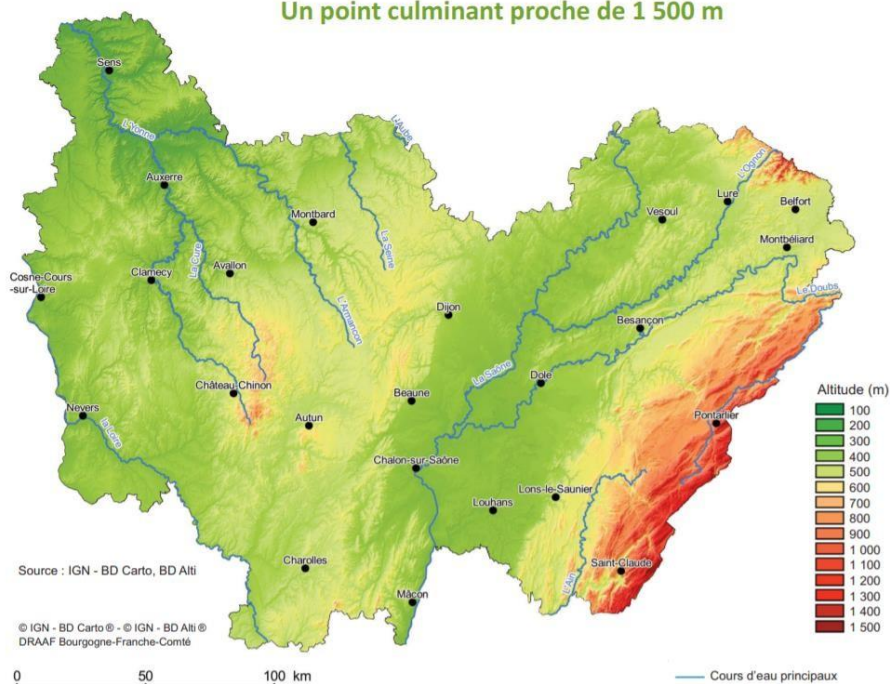 Un point culminant proche de 1 500 m
Sens
L'Yonne
L'Aube
Auxerre
Montbard
La Seine
La Cure
Clamecy
Avallon
L'Armançon
Cosne-Cours
-sur-Loire
Vesoul
Lure
L'Ognon
Belfort
Montbéliard
Le Doubs
Dijon
Besançon
La Saône
Dole
Château-Chinon
Beaune
Nevers
la Loire
Autun
Pontarlier
Chalon-sur-Saône
Louhans
Lons-le-Saunier
L'Ain
Saint-Claude
Charolles
Mâcon
Altitude (m)
100
200
300
400
500
600
700
800
900
1 000
1 100
1 200
1 300
1 400
1 500
Source : IGN - BD Carto, BD Alti
© IGN - BD Carto ® - © IGN - BD Alti ®
DRAAF Bourgogne-Franche-Comté
0 50 100 km
Cours d'eau principaux